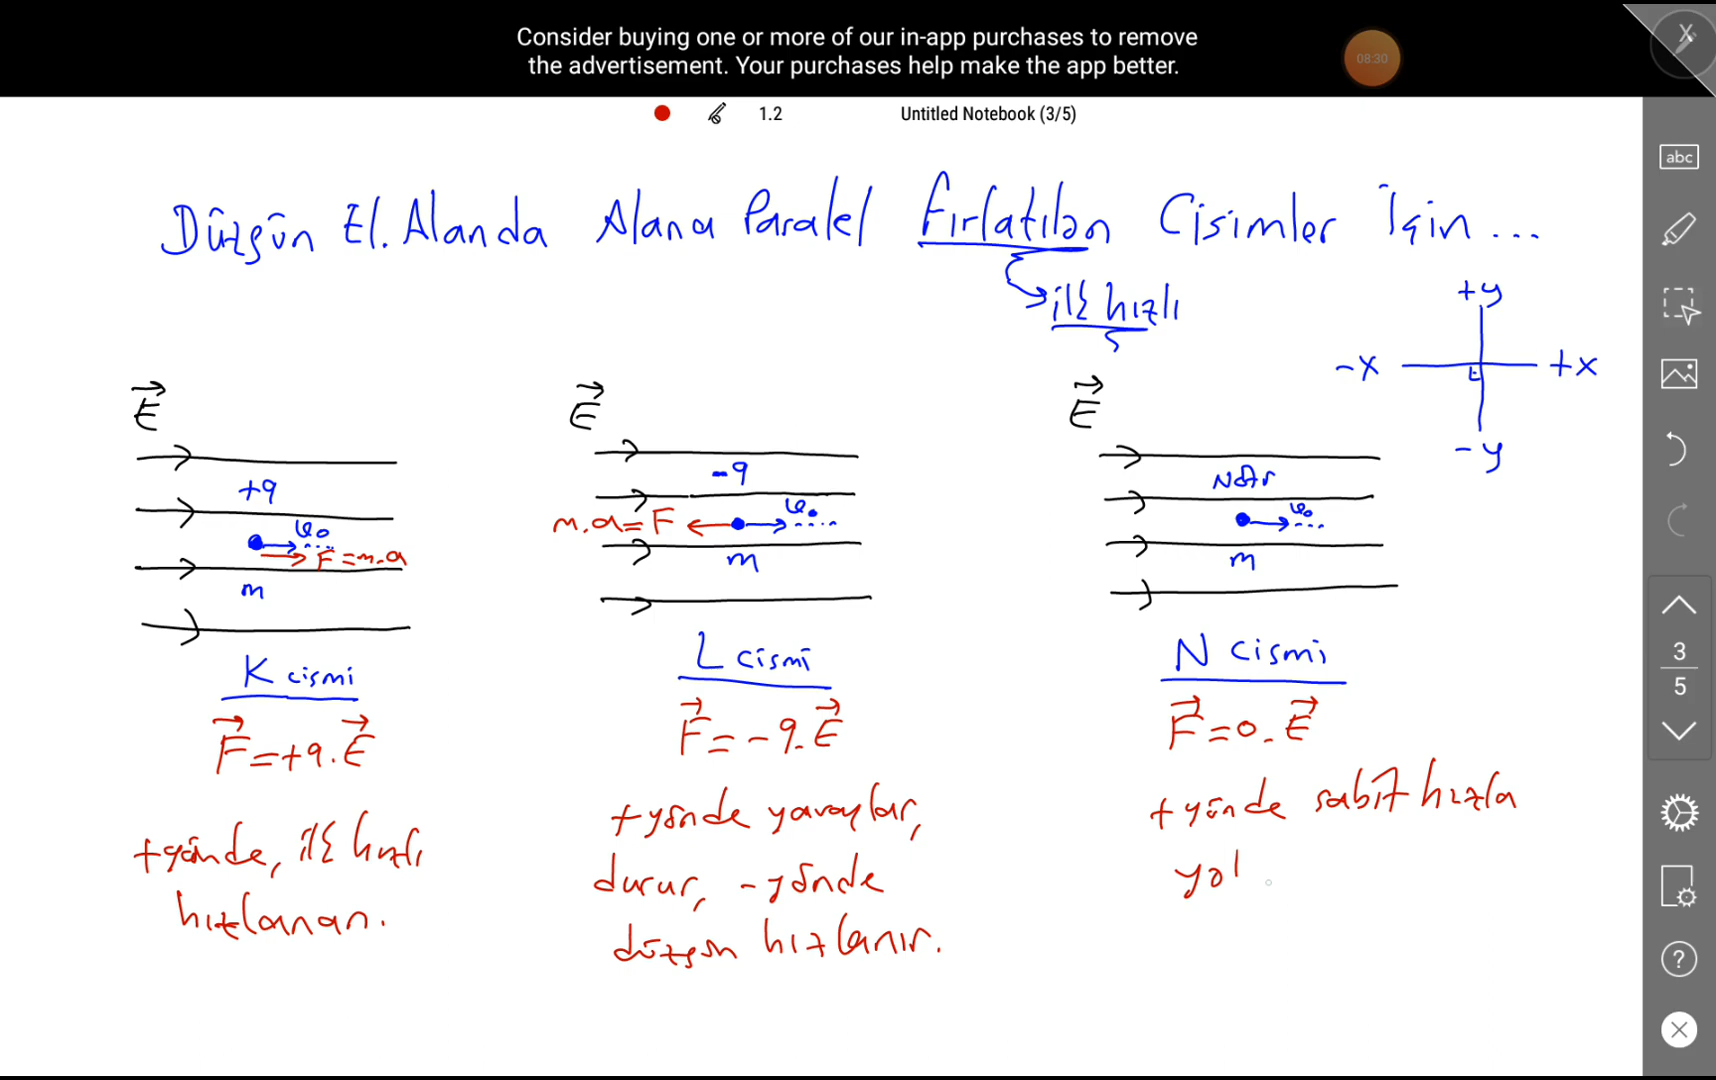 Consider buying one or more of our in-app purchases to remove
the advertisement. Your purchases help make the app better.
08:30
X
1.2
Untitled Notebook (3/5)
abc
Düzgün El. Alanda Alana Paralel Fırlatılan Cisimler İçin...
ilk hızlı
+y
-x
+x
-y
E
+q
v₀
F=m.a
m
K cismi
F=+q.E
+yönde, ilk hızlı
hızlanan.
E
-q
m.a=F
v₀
m
L cismi
F=-q.E
+yönde yavaşlar,
durur, -yönde
düzgün hızlanır.
E
Nötr
v₀
m
N cismi
F=0.E
+yönde sabit hızla
yol
3
5
?